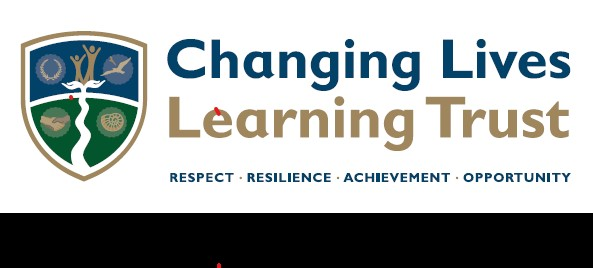 Changing Lives
Learning Trust
RESPECT · RESILIENCE · ACHIEVEMENT · OPPORTUNITY